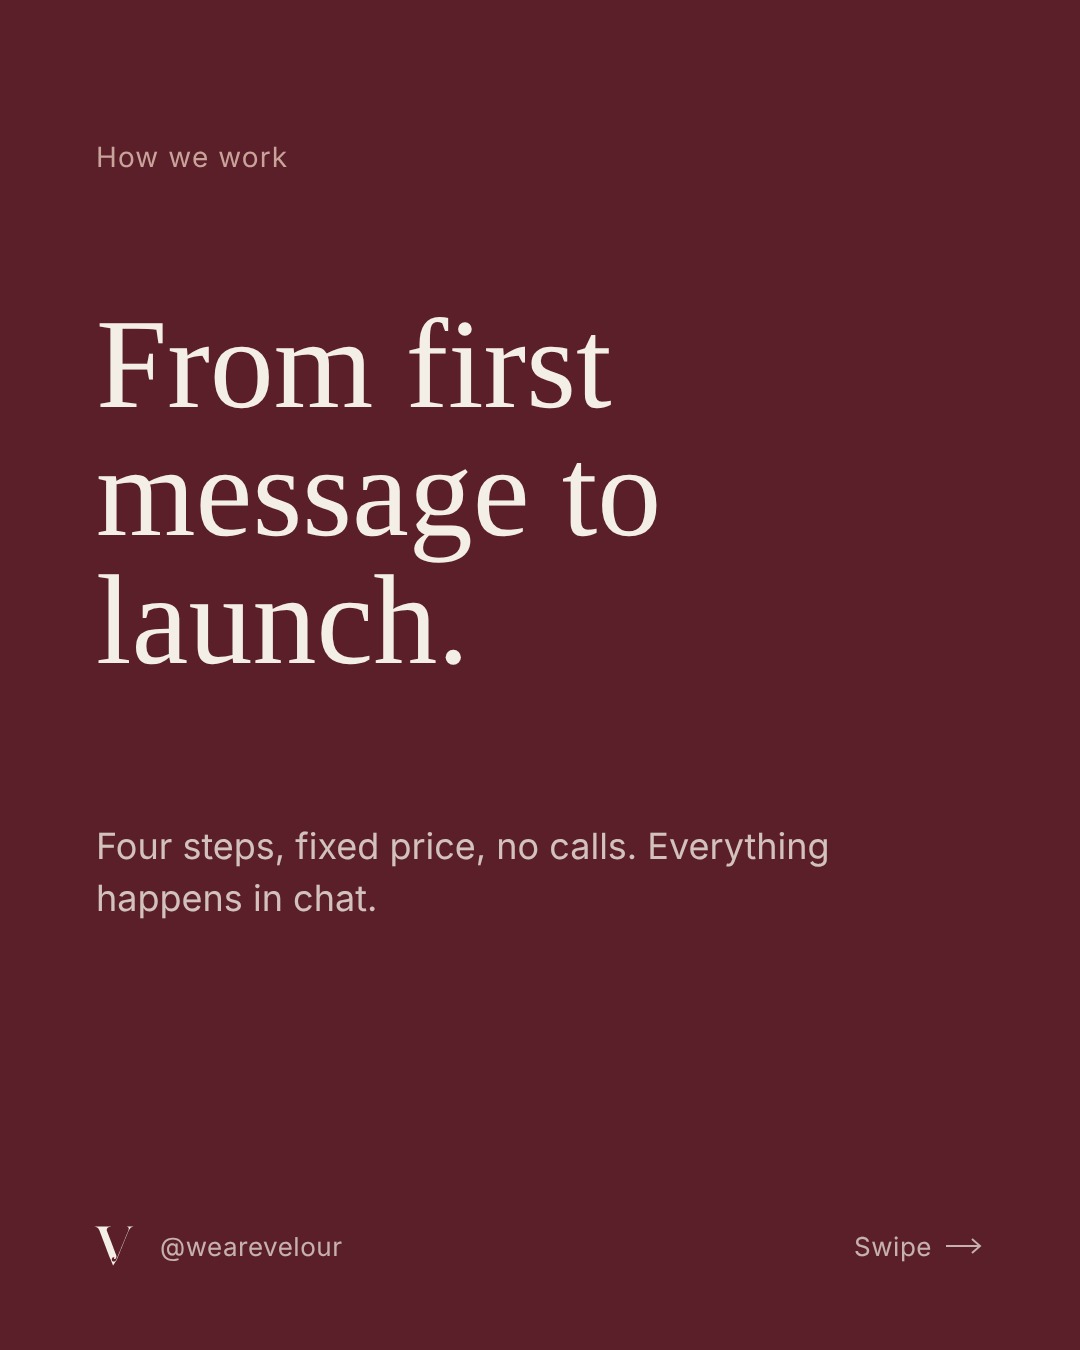 How we work
From first
message to
launch.
Four steps, fixed price, no calls. Everything
happens in chat.
V @wearevelour
Swipe →